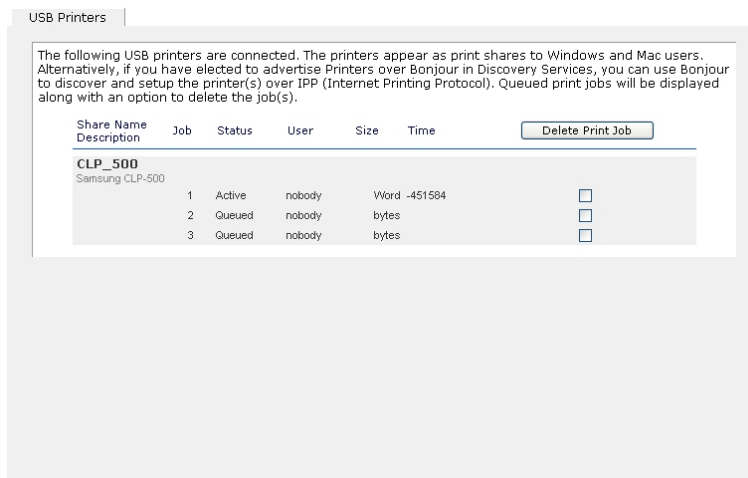 USB Printers
The following USB printers are connected. The printers appear as print shares to Windows and Mac users.
Alternatively, if you have elected to advertise Printers over Bonjour in Discovery Services, you can use Bonjour
to discover and setup the printer(s) over IPP (Internet Printing Protocol). Queued print jobs will be displayed
along with an option to delete the job(s).
Share Name
Description Job Status User Size Time Delete Print Job
CLP_500
Samsung CLP-500
1 Active nobody Word -451584
2 Queued nobody bytes
3 Queued nobody bytes